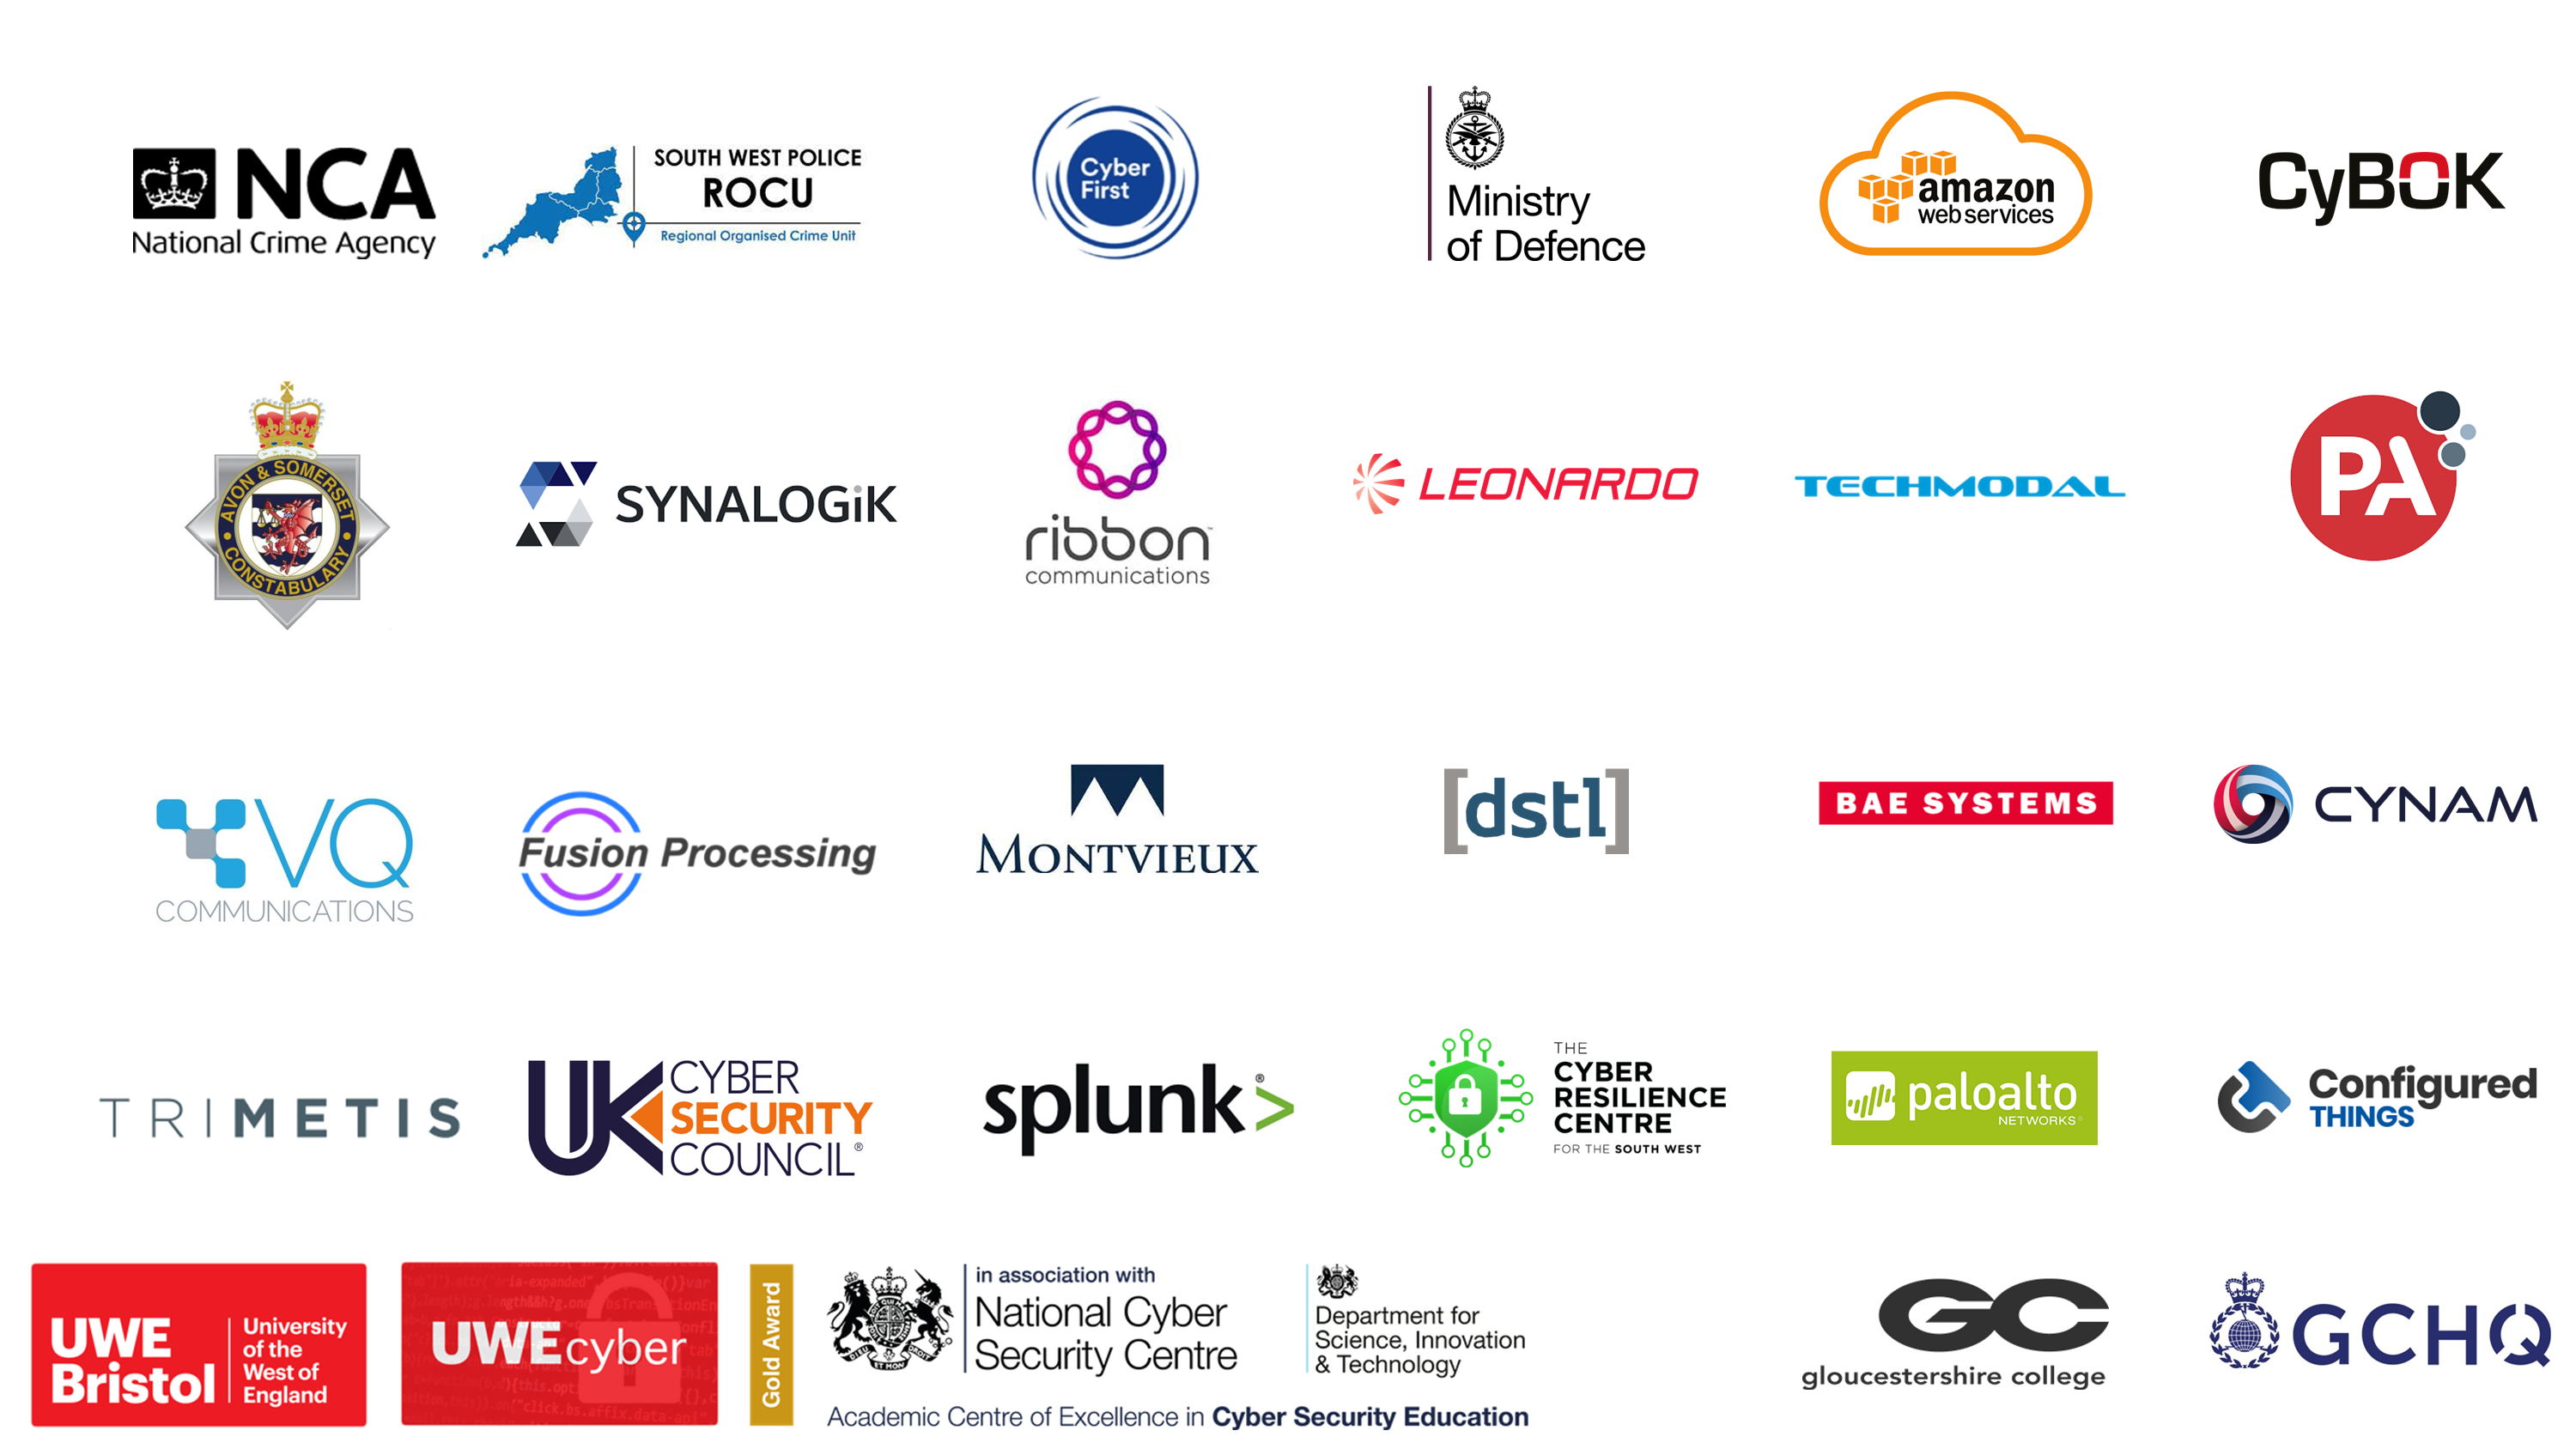 NCA
National Crime Agency
SOUTH WEST POLICE
ROCU
Regional Organised Crime Unit
Cyber
First
Ministry
of Defence
amazon
web services
CyBOK
AVON & SOMERSET
CONSTABULARY
SYNALOGiK
ribbon
communications
LEONARDO
TECHMODAL
PA
VQ
COMMUNICATIONS
Fusion Processing
MONTVIEUX
[dstl]
BAE SYSTEMS
CYNAM
TRIMETIS
UK CYBER
SECURITY
COUNCIL®
splunk>®
THE
CYBER
RESILIENCE
CENTRE
FOR THE SOUTH WEST
paloalto
NETWORKS®
Configured
THINGS
UWE
Bristol
University
of the
West of
England
UWEcyber
Gold Award
in association with
National Cyber
Security Centre
Department for
Science, Innovation
& Technology
Academic Centre of Excellence in Cyber Security Education
GC
gloucestershire college
GCHQ